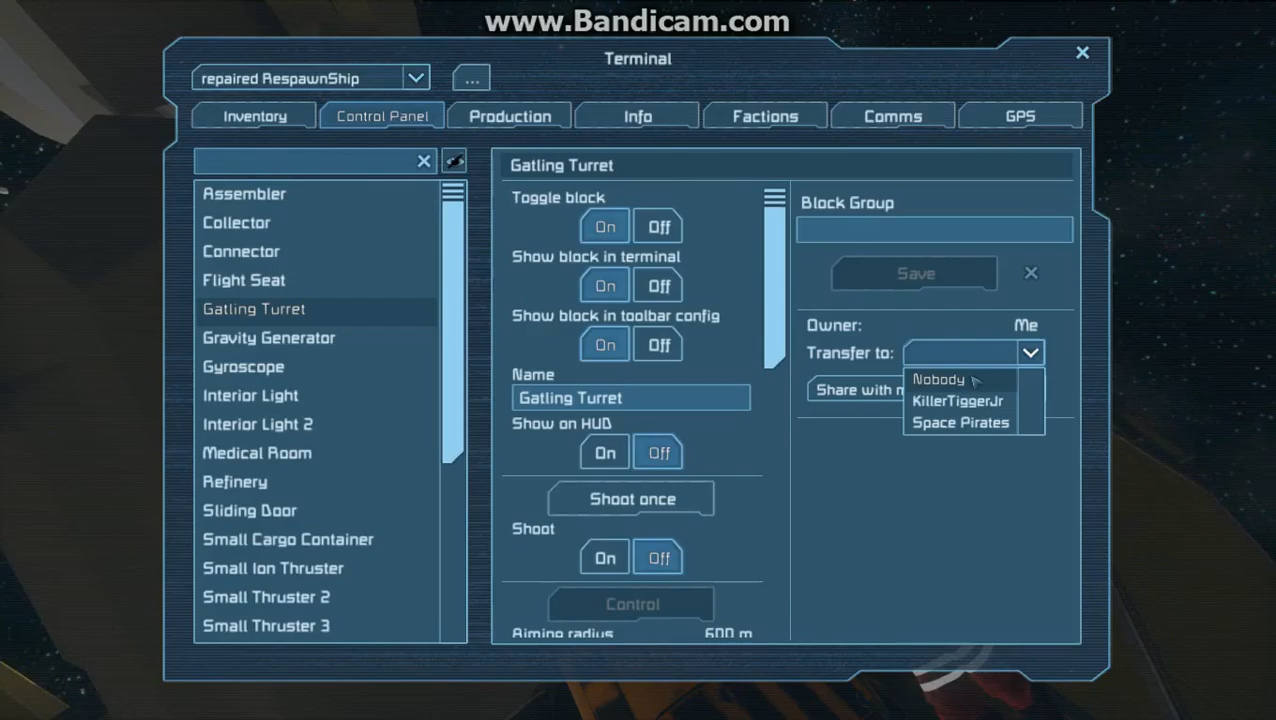 www.Bandicam.com
Terminal
repaired RespawnShip
...
Inventory
Control Panel
Production
Info
Factions
Comms
GPS
Assembler
Collector
Connector
Flight Seat
Gatling Turret
Gravity Generator
Gyroscope
Interior Light
Interior Light 2
Medical Room
Refinery
Sliding Door
Small Cargo Container
Small Ion Thruster
Small Thruster 2
Small Thruster 3
Gatling Turret
Toggle block
On Off
Show block in terminal
On Off
Show block in toolbar config
On Off
Name
Gatling Turret
Show on HUD
On Off
Shoot once
Shoot
On Off
Control
Aiming radius 600 m
Block Group
Save
Owner: Me
Transfer to:
Nobody
KillerTiggerJr
Space Pirates
Share with